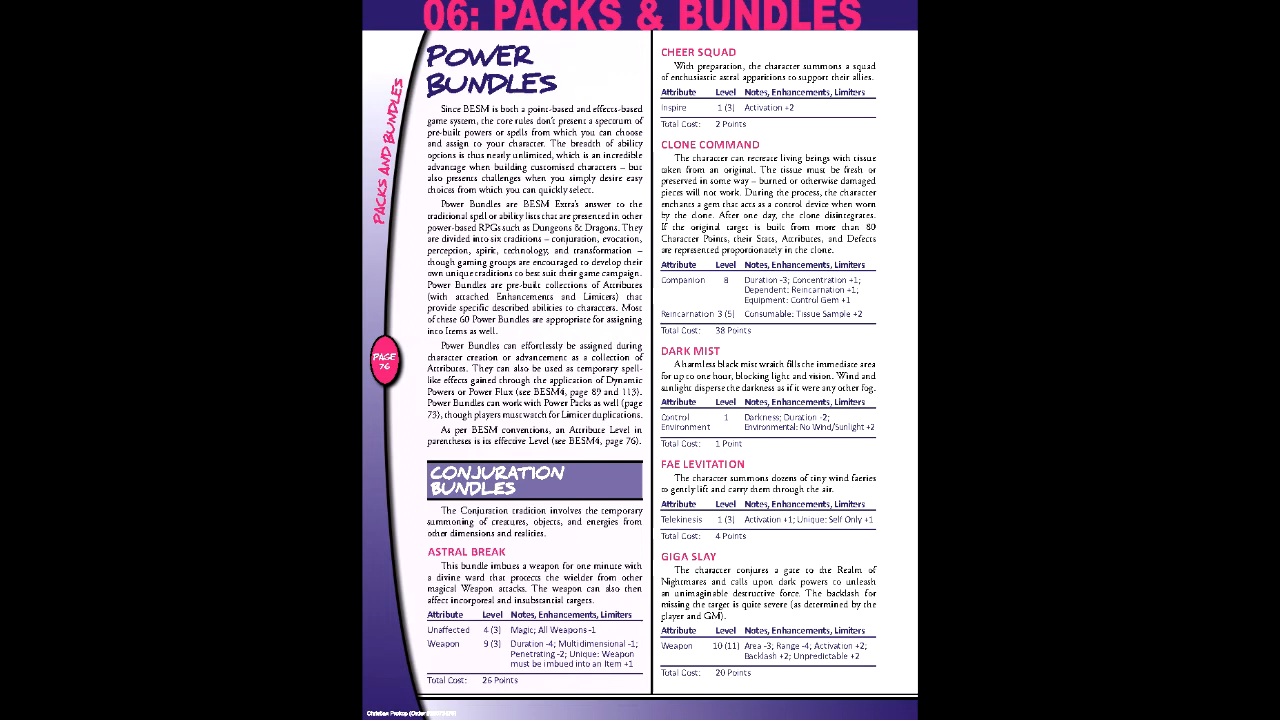 06: PACKS & BUNDLES
PACKS AND BUNDLES
PAGE
76
POWER
BUNDLES
Since BESM is both a point-based and effects-based
game system, the core rules don't present a spectrum of
pre-built powers or spells from which you can choose
and assign to your character. The breadth of ability
options is thus nearly unlimited, which is an incredible
advantage when building customised characters – but
also presents challenges when you simply desire easy
choices from which you can quickly select.
Power Bundles are BESM Extra's answer to the
traditional spell or ability lists that are presented in other
power-based RPGs such as Dungeons & Dragons. They
are divided into six traditions – conjuration, evocation,
perception, spirit, technology, and transformation –
though gaming groups are encouraged to develop their
own unique traditions to best suit their game campaign.
Power Bundles are pre-built collections of Attributes
(with attached Enhancements and Limiters) that
provide specific described abilities to characters. Most
of these 60 Power Bundles are appropriate for assigning
into Items as well.
Power Bundles can effortlessly be assigned during
character creation or advancement as a collection of
Attributes. They can also be used as temporary spell-
like effects gained through the application of Dynamic
Powers or Power Flux (see BESM4, page 89 and 113).
Power Bundles can work with Power Packs as well (page
73), though players must watch for Limiter duplications.
As per BESM conventions, an Attribute Level in
parentheses is its effective Level (see BESM4, page 76).
CONJURATION
BUNDLES
The Conjuration tradition involves the temporary
summoning of creatures, objects, and energies from
other dimensions and realities.
ASTRAL BREAK
This bundle imbues a weapon for one minute with
a divine ward that protects the wielder from other
magical Weapon attacks. The weapon can also then
affect incorporeal and insubstantial targets.
Attribute Level Notes, Enhancements, Limiters
Unaffected 4 (3) Magic; All Weapons -1
Weapon 9 (3) Duration -4; Multidimensional -1;
Penetrating -2; Unique: Weapon
must be imbued into an Item +1
Total Cost: 26 Points
CHEER SQUAD
With preparation, the character summons a squad
of enthusiastic astral apparitions to support their allies.
Attribute Level Notes, Enhancements, Limiters
Inspire 1 (3) Activation +2
Total Cost: 2 Points
CLONE COMMAND
The character can recreate living beings with tissue
taken from an original. The tissue must be fresh or
preserved in some way – burned or otherwise damaged
pieces will not work. During the process, the character
enchants a gem that acts as a control device when worn
by the clone. After one day, the clone disintegrates.
If the original target is built from more than 80
Character Points, their Stats, Attributes, and Defects
are represented proportionately in the clone.
Attribute Level Notes, Enhancements, Limiters
Companion 8 Duration -3; Concentration +1;
Dependent: Reincarnation +1;
Equipment: Control Gem +1
Reincarnation 3 (5) Consumable: Tissue Sample +2
Total Cost: 38 Points
DARK MIST
A harmless black mist wraith fills the immediate area
for up to one hour, blocking light and vision. Wind and
sunlight disperse the darkness as if it were any other fog.
Attribute Level Notes, Enhancements, Limiters
Control 1 Darkness; Duration -2;
Environment Environmental: No Wind/Sunlight +2
Total Cost: 1 Point
FAE LEVITATION
The character summons dozens of tiny wind faeries
to gently lift and carry them through the air.
Attribute Level Notes, Enhancements, Limiters
Telekinesis 1 (3) Activation +1; Unique: Self Only +1
Total Cost: 4 Points
GIGA SLAY
The character conjures a gate to the Realm of
Nightmares and calls upon dark powers to unleash
an unimaginable destructive force. The backlash for
missing the target is quite severe (as determined by the
player and GM).
Attribute Level Notes, Enhancements, Limiters
Weapon 10 (11) Area -3; Range -4; Activation +2;
Backlash +2; Unpredictable +2
Total Cost: 20 Points
Christian Prokop (Order